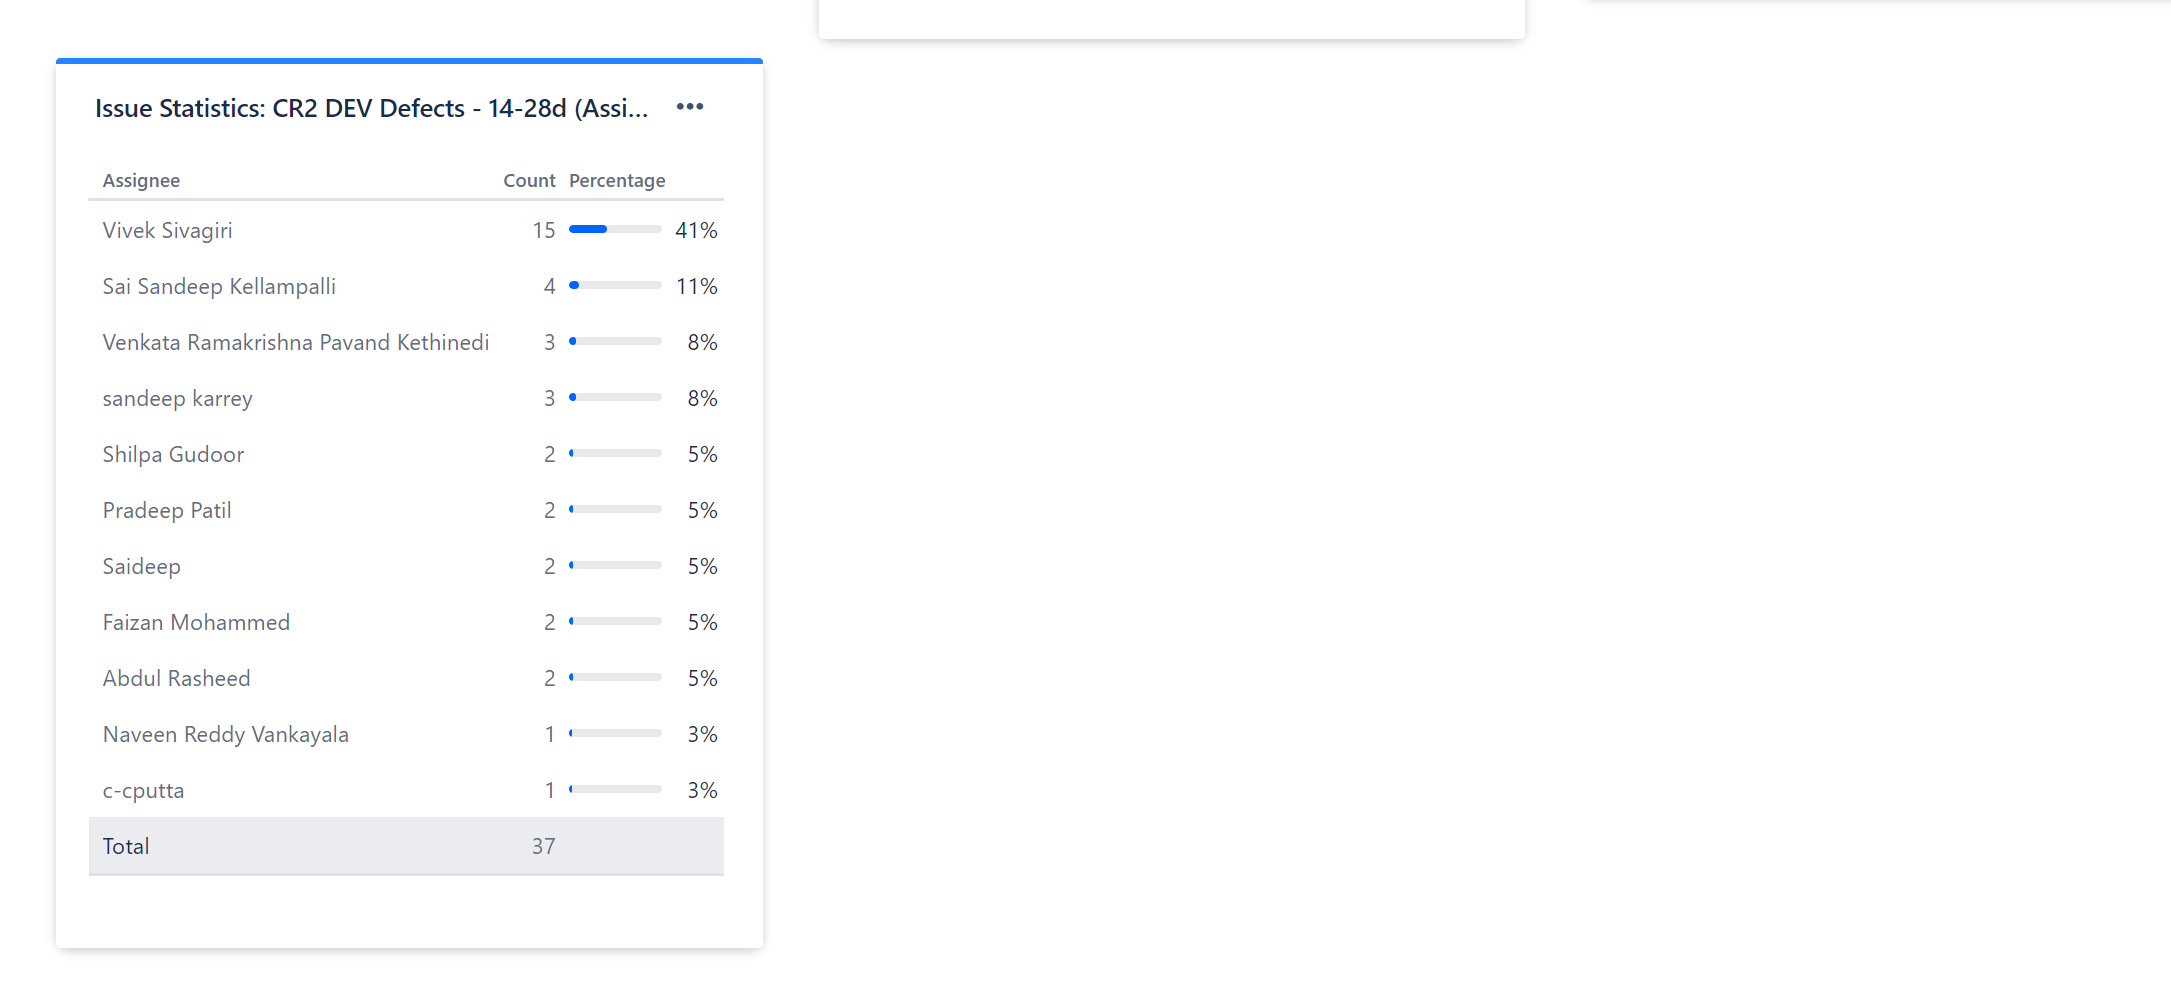 Issue Statistics: CR2 DEV Defects - 14-28d (Assi...
Assignee Count Percentage
Vivek Sivagiri 15 41%
Sai Sandeep Kellampalli 4 11%
Venkata Ramakrishna Pavand Kethinedi 3 8%
sandeep karrey 3 8%
Shilpa Gudoor 2 5%
Pradeep Patil 2 5%
Saideep 2 5%
Faizan Mohammed 2 5%
Abdul Rasheed 2 5%
Naveen Reddy Vankayala 1 3%
c-cputta 1 3%
Total 37